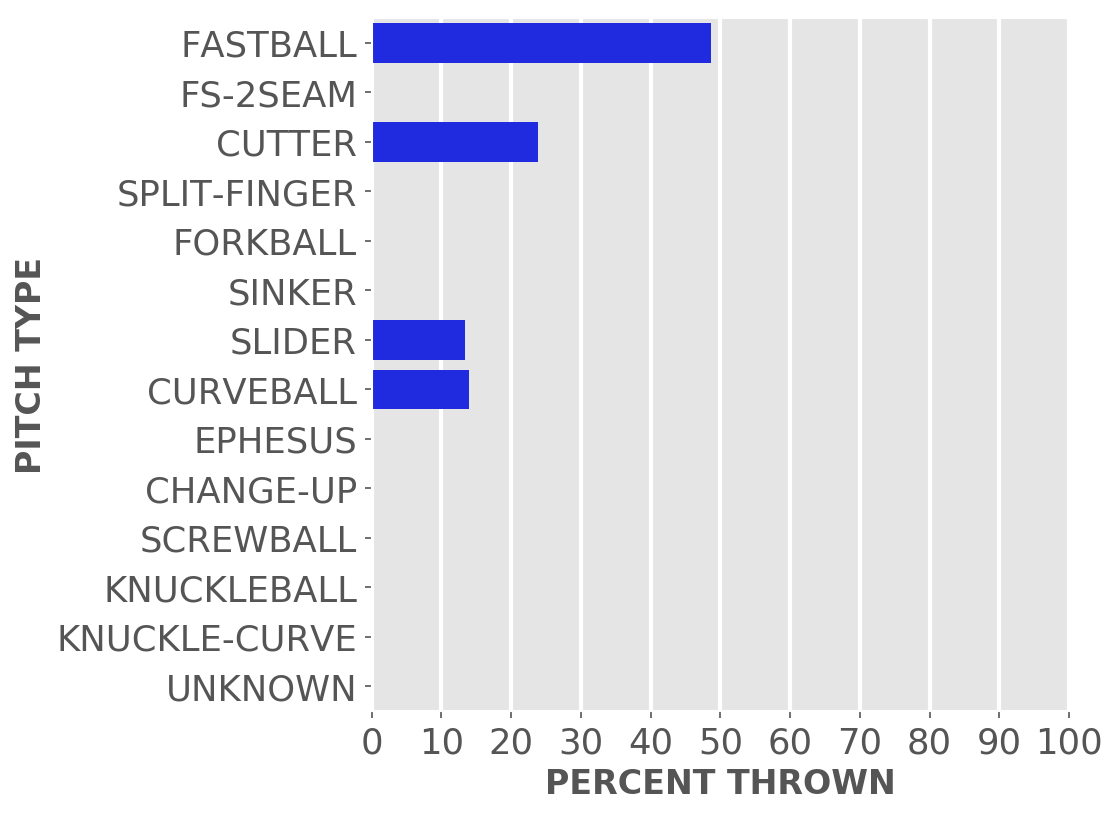 PITCH TYPE
FASTBALL
FS-2SEAM
CUTTER
SPLIT-FINGER
FORKBALL
SINKER
SLIDER
CURVEBALL
EPHESUS
CHANGE-UP
SCREWBALL
KNUCKLEBALL
KNUCKLE-CURVE
UNKNOWN
0 10 20 30 40 50 60 70 80 90 100
PERCENT THROWN